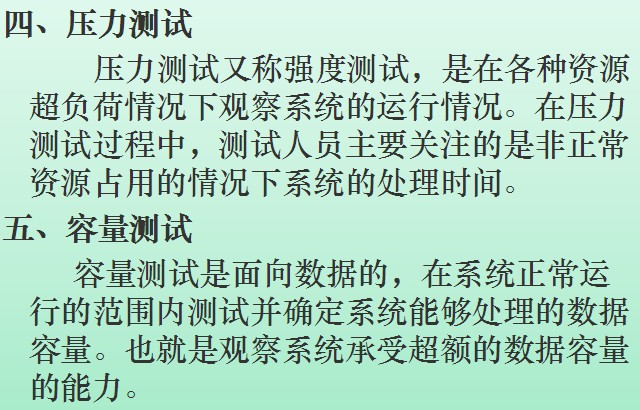 四、压力测试
压力测试又称强度测试，是在各种资源
超负荷情况下观察系统的运行情况。在压力
测试过程中，测试人员主要关注的是非正常
资源占用的情况下系统的处理时间。
五、容量测试
容量测试是面向数据的，在系统正常运
行的范围内测试并确定系统能够处理的数据
容量。也就是观察系统承受超额的数据容量
的能力。